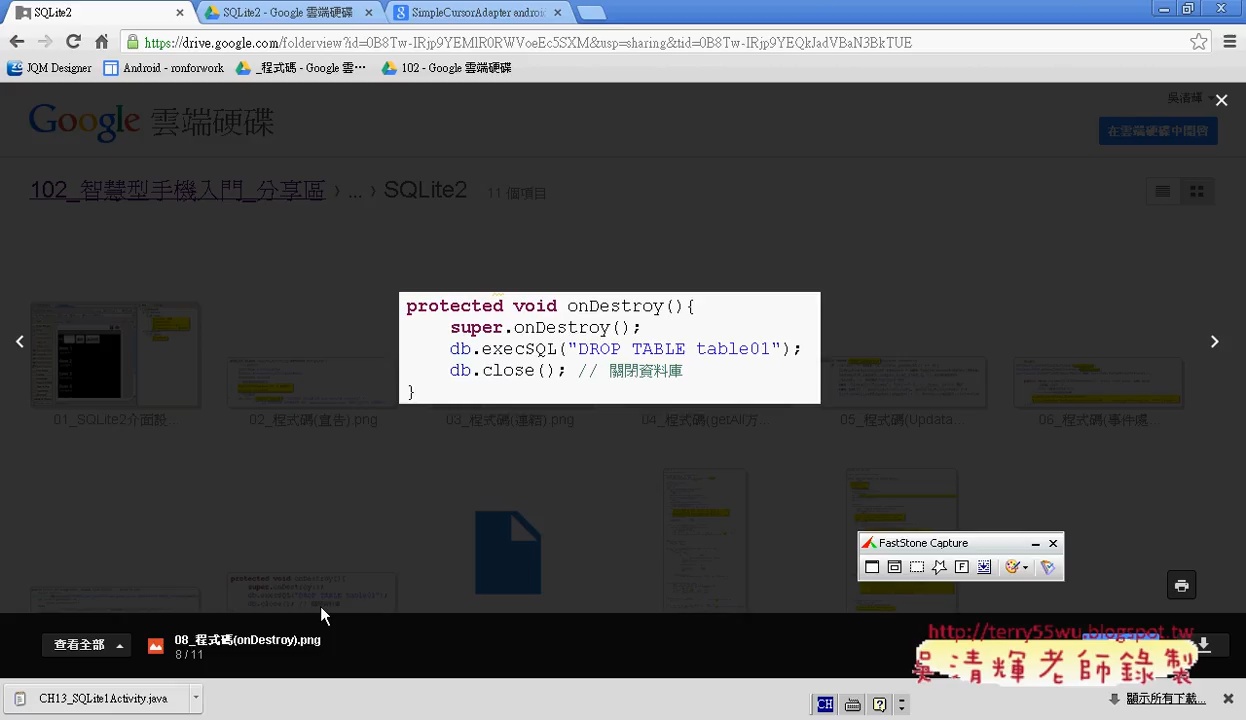 SQLite2
SQLite2 - Google 雲端硬碟
SimpleCursorAdapter android
https://drive.google.com/folderview?id=0B8Tw-IRjp9YEMlR0RWVoeEc5SXM&usp=sharing&tid=0B8Tw-IRjp9YEQkJadVBaN3BkTUE
JQM Designer
Android - ronforwork
_程式碼 - Google 雲…
102 - Google 雲端硬碟
吳清輝
Google 雲端硬碟
在雲端硬碟中開啟
102_智慧型手機入門_分享區 › ... › SQLite2 11 個項目
protected void onDestroy(){
super.onDestroy();
db.execSQL("DROP TABLE table01");
db.close(); // 關閉資料庫
}
01_SQLite2介面設...
02_程式碼(宣告).png
03_程式碼(連結).png
04_程式碼(getAll方...
05_程式碼(Updata...
06_程式碼(事件處...
FastStone Capture
查看全部
08_程式碼(onDestroy).png
8 / 11
http://terry55wu.blogspot.tw
吳清輝老師錄製
CH13_SQLite1Activity.java
CH
顯示所有下載...